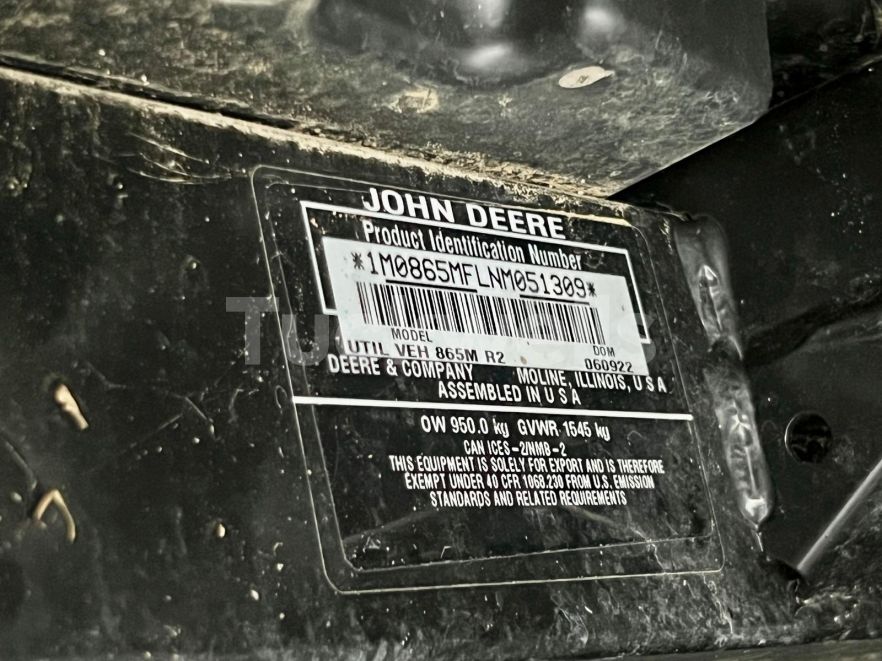 JOHN DEERE
Product Identification Number
*1M0865MFLNM051309*
MODEL DOM
UTIL VEH 865M R2 060922
DEERE & COMPANY MOLINE, ILLINOIS, U S A
ASSEMBLED IN U S A
OW 950.0 kg GVWR 1545 kg
CAN ICES-2/NMB-2
THIS EQUIPMENT IS SOLELY FOR EXPORT AND IS THEREFORE
EXEMPT UNDER 40 CFR 1068.230 FROM U.S. EMISSION
STANDARDS AND RELATED REQUIREMENTS